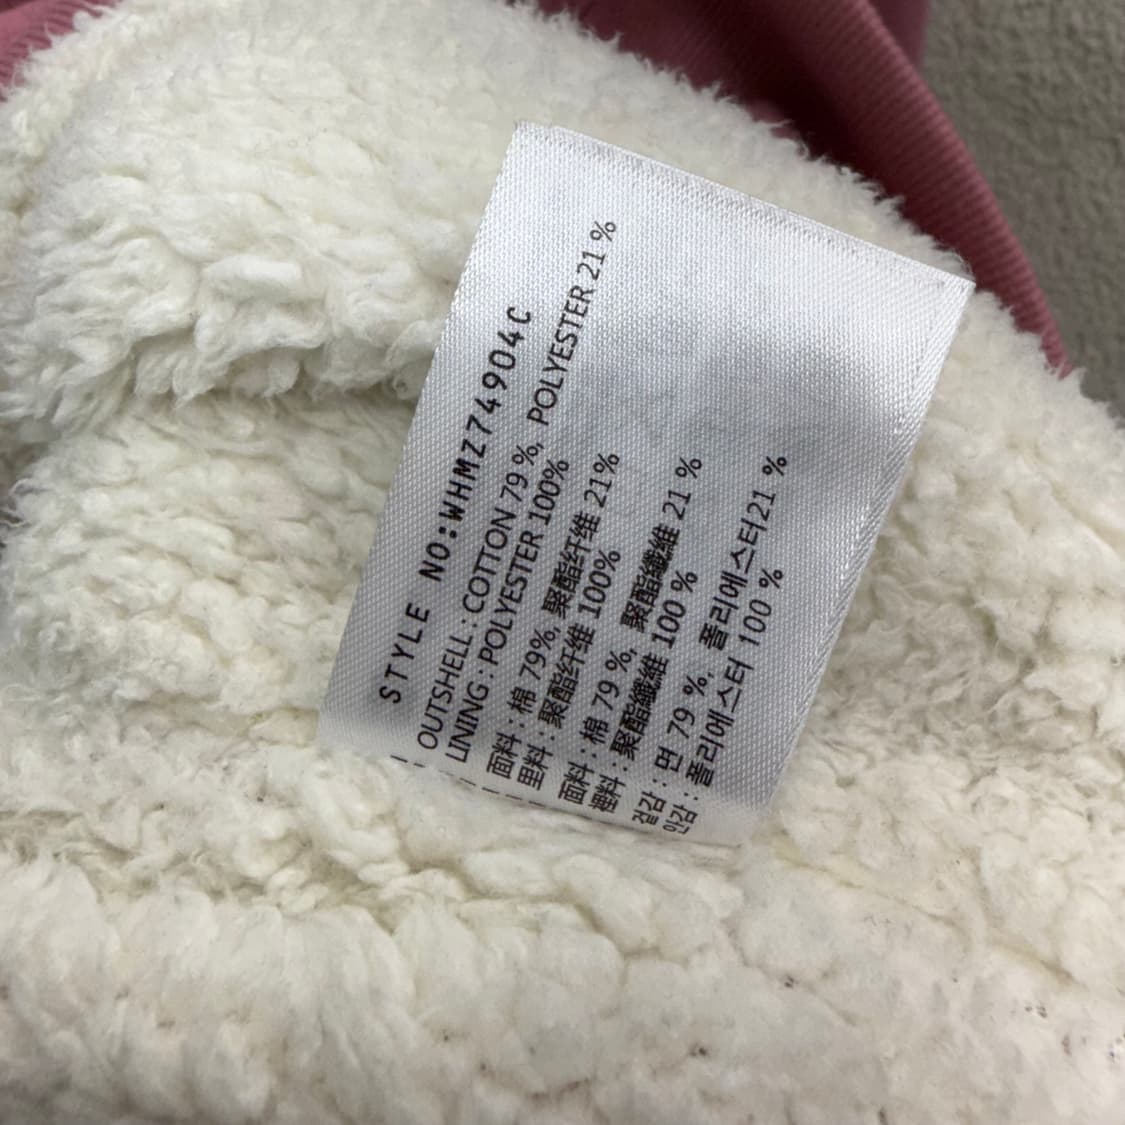 STYLE NO:WHMZ74904C
OUTSHELL:COTTON 79 %, POLYESTER 21 %
LINING:POLYESTER 100%
面料:棉 79%, 聚酯纤维 21%
里料:聚酯纤维 100%
面料:棉 79 %, 聚酯纖維 21 %
裡料:聚酯纖維 100 %
겉감:면 79 %, 폴리에스터21 %
안감:폴리에스터 100 %